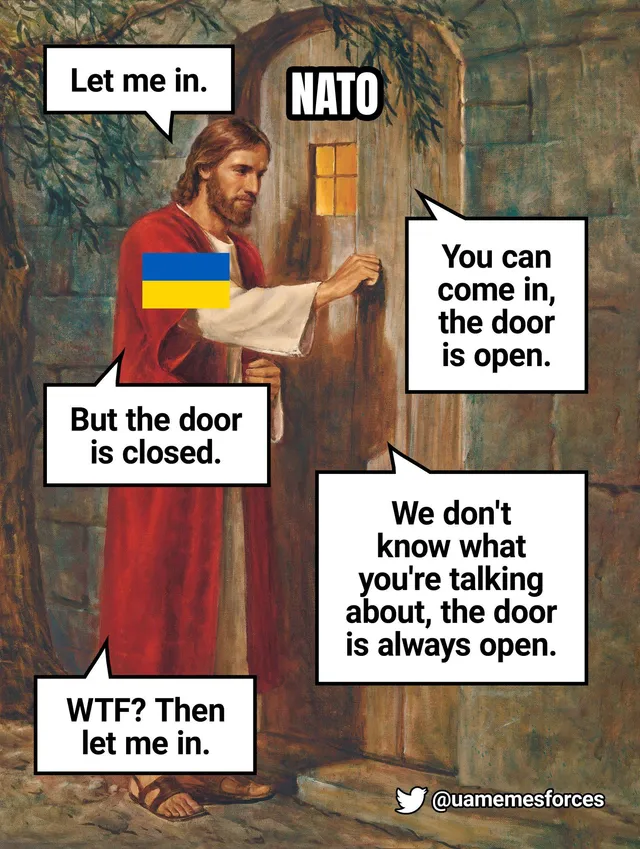 Let me in.
NATO
You can
come in,
the door
is open.
But the door
is closed.
We don't
know what
you're talking
about, the door
is always open.
WTF? Then
let me in.
@uamemesforces